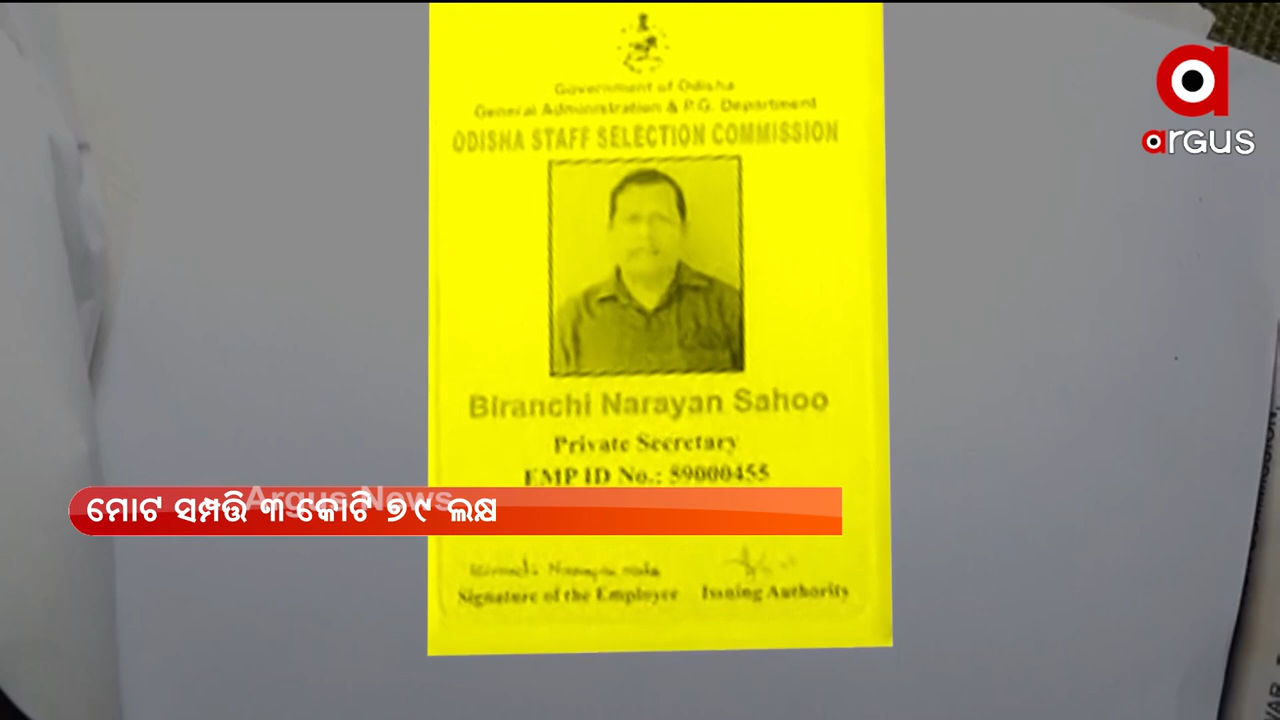 Government of Odisha
General Administration & P.G. Department
ODISHA STAFF SELECTION COMMISSION
argus
Biranchi Narayan Sahoo
Private Secretary
EMP ID No.: 59000455
Argus News
ମୋଟ ସମ୍ପତ୍ତି ୩ କୋଟି ୭୯ ଲକ୍ଷ
Signature of the Employee Issuing Authority